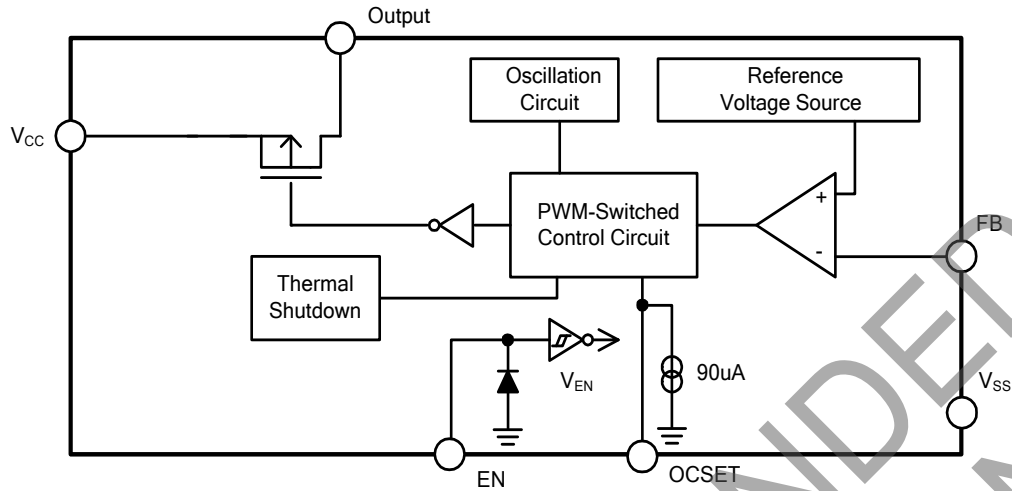 Output
Oscillation
Circuit
Reference
Voltage Source
VCC
+
PWM-Switched
Control Circuit
-
FB
Thermal
Shutdown
VEN
90uA
VSS
EN
OCSET